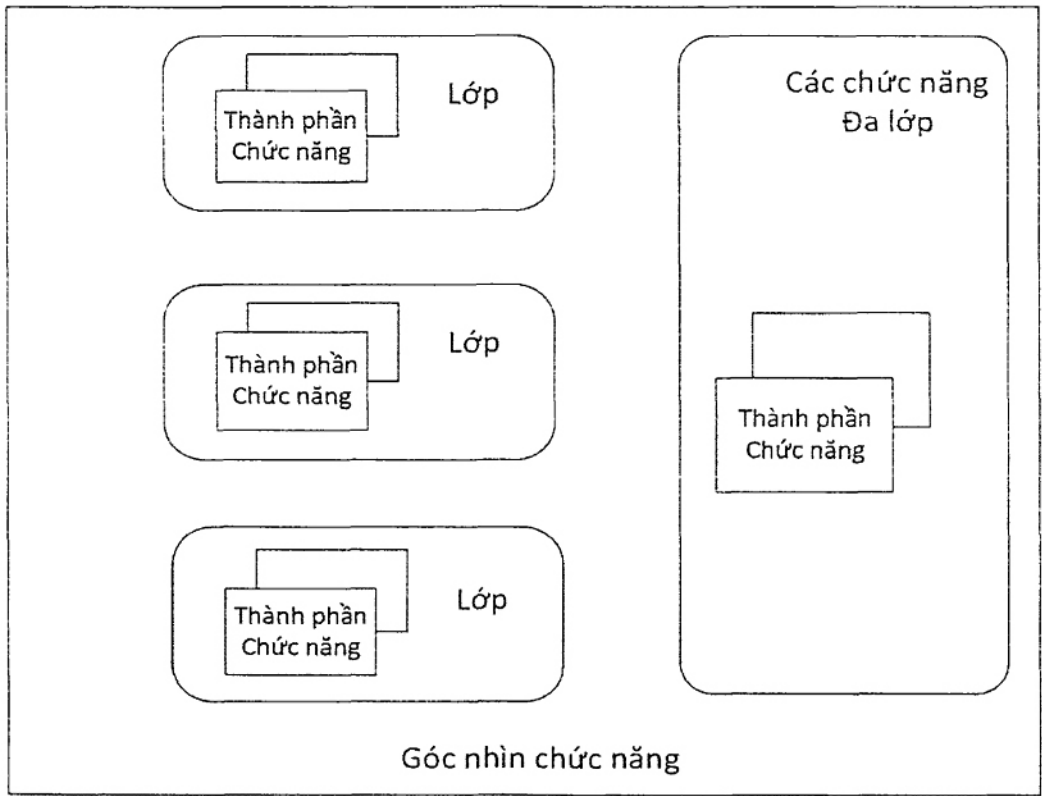 Lớp
Thành phần
Chức năng
Lớp
Thành phần
Chức năng
Lớp
Thành phần
Chức năng
Các chức năng
Đa lớp
Thành phần
Chức năng
Góc nhìn chức năng